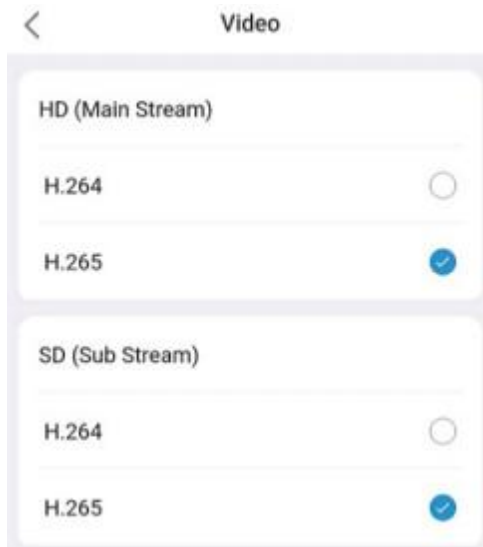 Video
HD (Main Stream)
H.264
H.265
SD (Sub Stream)
H.264
H.265